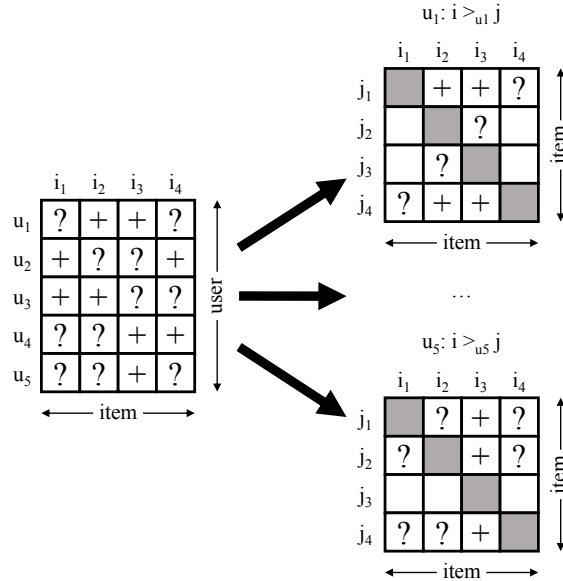 i1 i2 i3 i4
u1 ? + + ?
u2 + ? ? +
u3 + + ? ?
u4 ? ? + +
u5 ? ? + ?
user
item
u1: i >u1 j
i1 i2 i3 i4
j1 + + ?
j2 ?
j3 ?
j4 ? + +
item
item
...
u5: i >u5 j
i1 i2 i3 i4
j1 ? + ?
j2 ? + ?
j3
j4 ? ? +
item
item